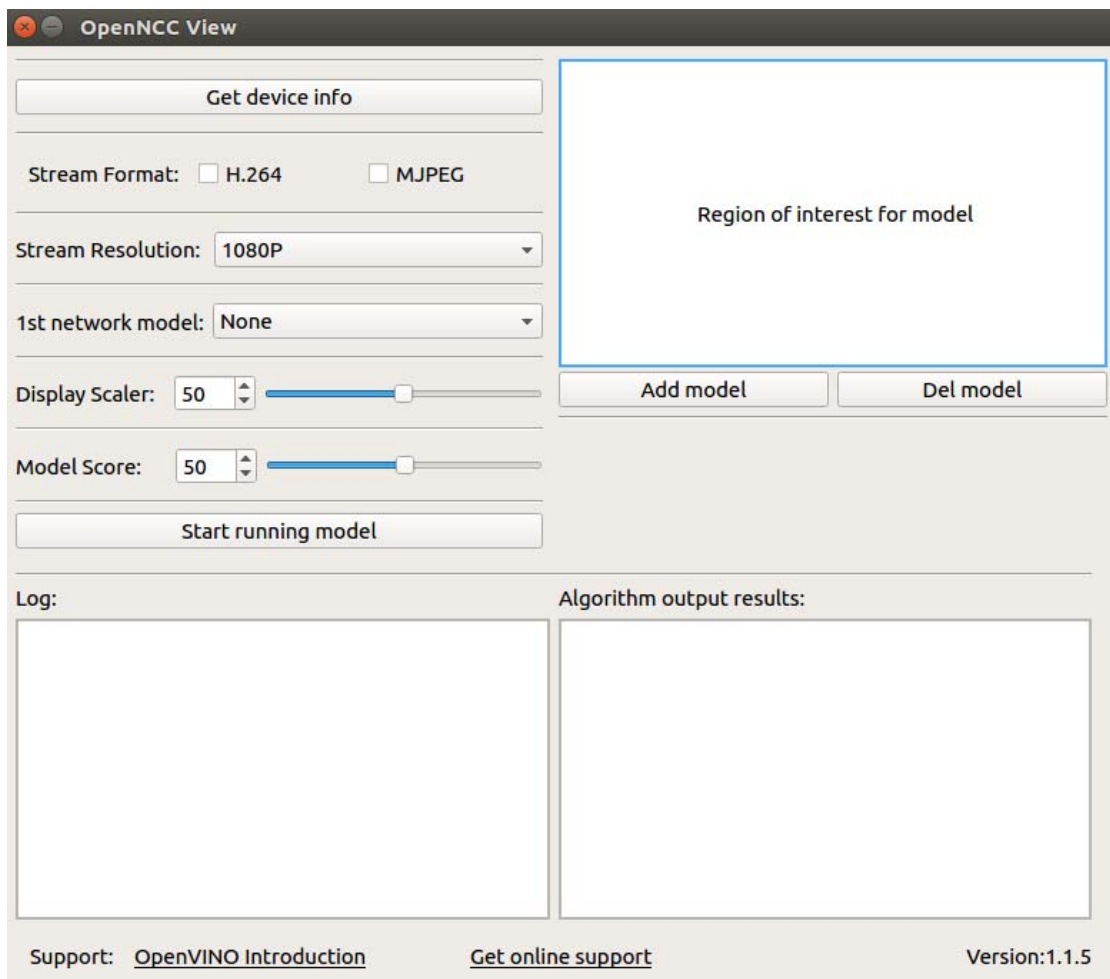 OpenNCC View
Get device info
Stream Format: H.264 MJPEG
Stream Resolution: 1080P
1st network model: None
Display Scaler: 50
Model Score: 50
Start running model
Region of interest for model
Add model Del model
Log:
Algorithm output results:
Support: OpenVINO Introduction Get online support Version:1.1.5